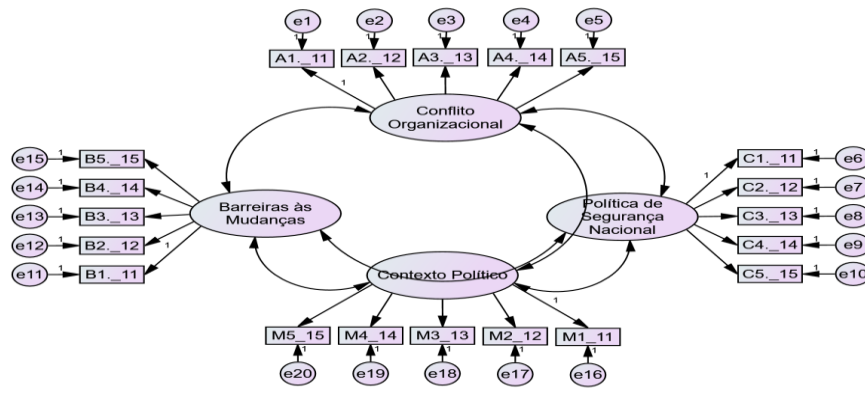 e1 e2 e3 e4 e5
1 1 1 1 1
A1._11 A2._12 A3._13 A4._14 A5._15
1
Conflito
Organizacional
e15 1 B5._15
e14 1 B4._14
e13 1 B3._13
e12 1 B2._12
e11 1 B1._11
1
Barreiras às
Mudanças
Política de
Segurança
Nacional
1
C1._11 1 e6
C2._12 1 e7
C3._13 1 e8
C4._14 1 e9
C5._15 1 e10
Contexto Político
1
M5_15 M4_14 M3_13 M2_12 M1_11
1 1 1 1 1
e20 e19 e18 e17 e16